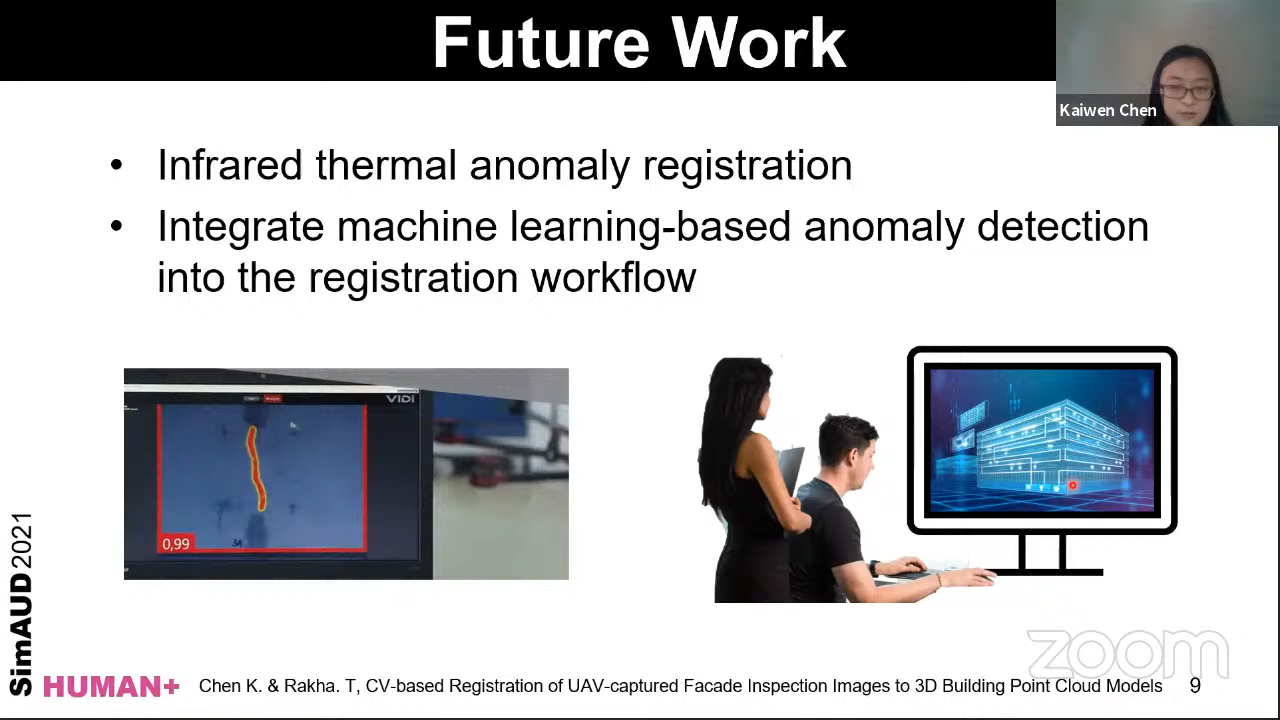 Future Work
Kaiwen Chen
• Infrared thermal anomaly registration
• Integrate machine learning-based anomaly detection
into the registration workflow
VIDI
0,99
3A
SimAUD2021
HUMAN+
Chen K. & Rakha. T, CV-based Registration of UAV-captured Facade Inspection Images to 3D Building Point Cloud Models
9
zoom